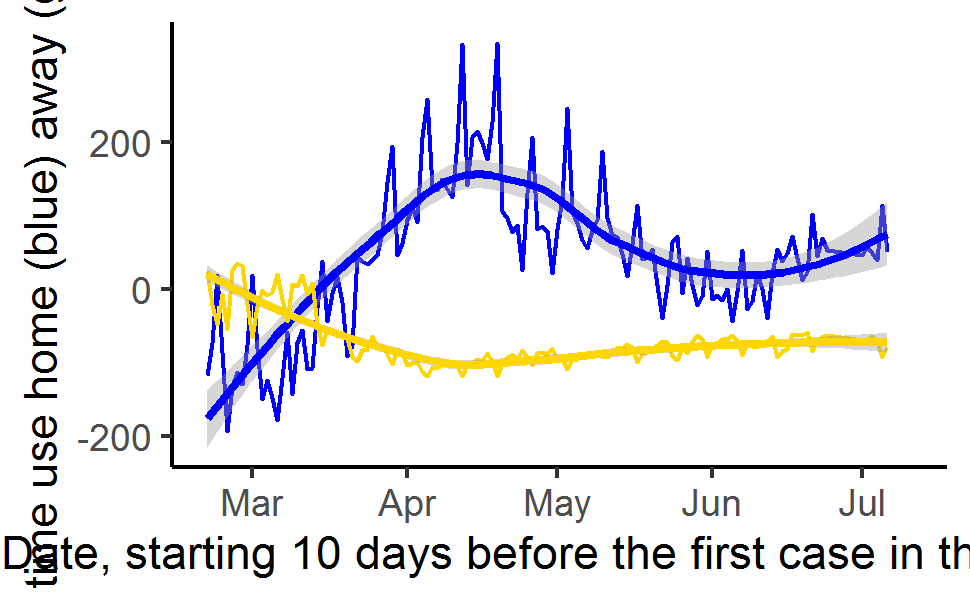 time use home (blue) away (
200
0
-200
Mar Apr May Jun Jul
Date, starting 10 days before the first case in th